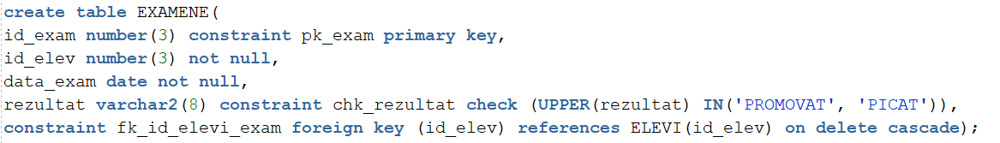 create table EXAMENE(
id_exam number(3) constraint pk_exam primary key,
id_elev number(3) not null,
data_exam date not null,
rezultat varchar2(8) constraint chk_rezultat check (UPPER(rezultat) IN('PROMOVAT', 'PICAT')),
constraint fk_id_elevi_exam foreign key (id_elev) references ELEVI(id_elev) on delete cascade);